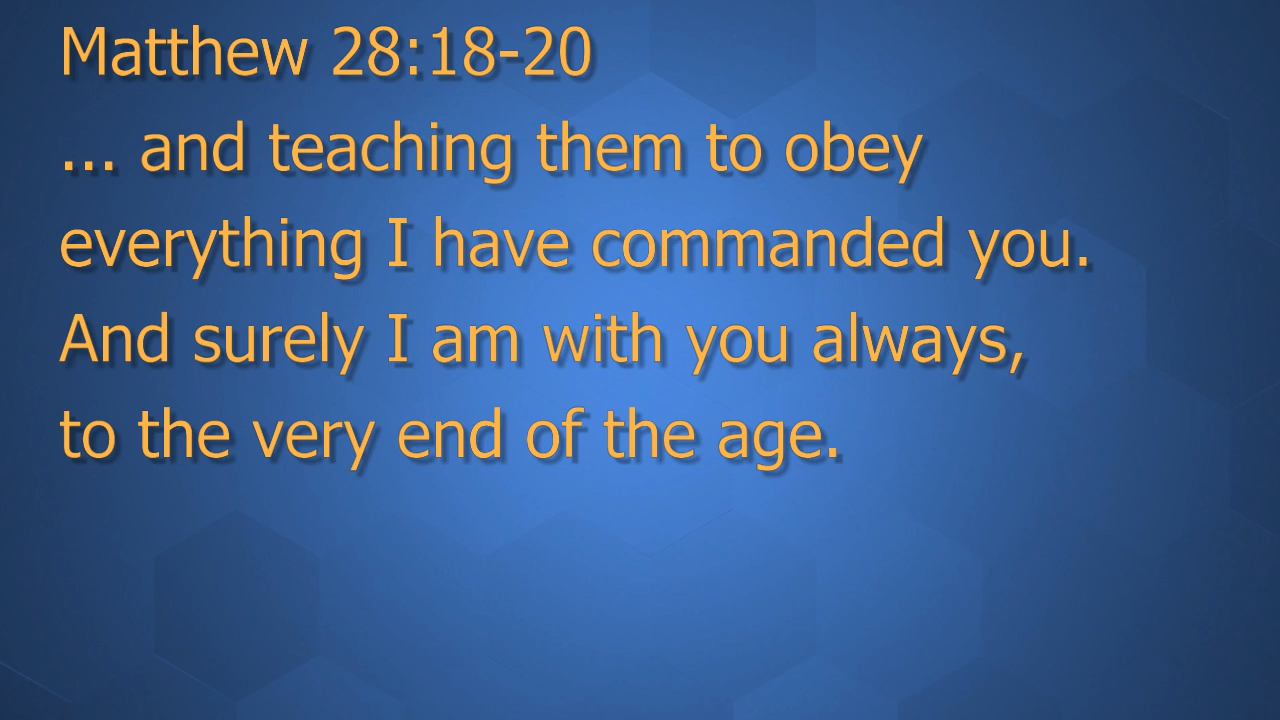 Matthew 28:18-20
... and teaching them to obey
everything I have commanded you.
And surely I am with you always,
to the very end of the age.